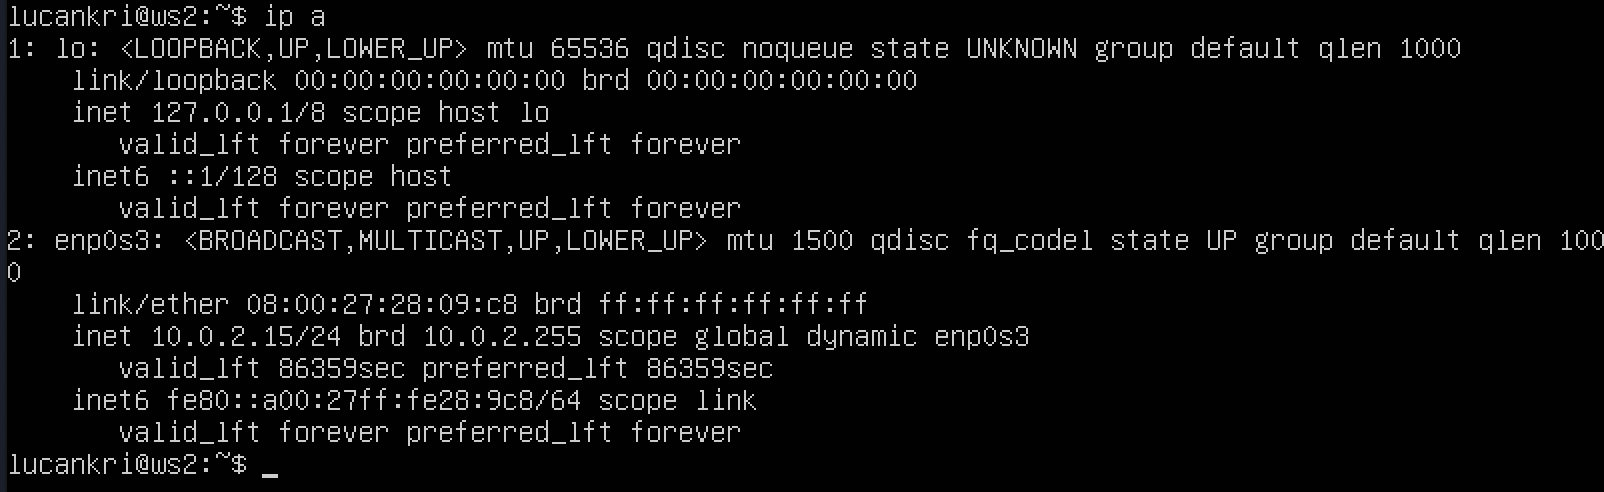 lucankri@ws2:~$ ip a
1: lo: <LOOPBACK,UP,LOWER_UP> mtu 65536 qdisc noqueue state UNKNOWN group default qlen 1000
    link/loopback 00:00:00:00:00:00 brd 00:00:00:00:00:00
    inet 127.0.0.1/8 scope host lo
       valid_lft forever preferred_lft forever
    inet6 ::1/128 scope host
       valid_lft forever preferred_lft forever
2: enp0s3: <BROADCAST,MULTICAST,UP,LOWER_UP> mtu 1500 qdisc fq_codel state UP group default qlen 100
0
    link/ether 08:00:27:28:09:c8 brd ff:ff:ff:ff:ff:ff
    inet 10.0.2.15/24 brd 10.0.2.255 scope global dynamic enp0s3
       valid_lft 86359sec preferred_lft 86359sec
    inet6 fe80::a00:27ff:fe28:9c8/64 scope link
       valid_lft forever preferred_lft forever
lucankri@ws2:~$ _